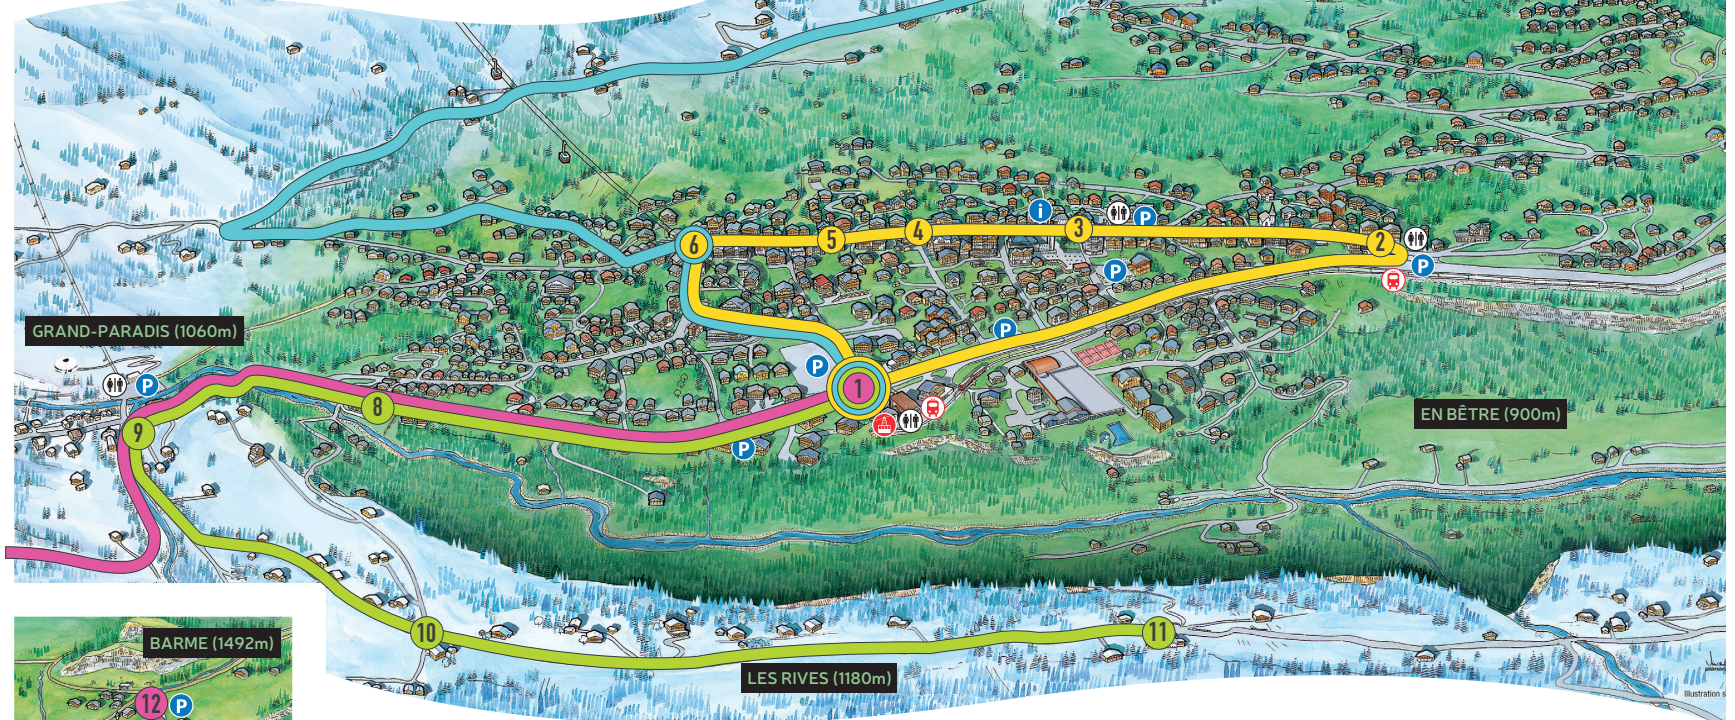 i
P
3
6
5
4
2
P
P
P
GRAND-PARADIS (1060m)
P
P
1
8
9
P
EN BÊTRE (900m)
10
11
BARME (1492m)
LES RIVES (1180m)
12
P
Illustration s